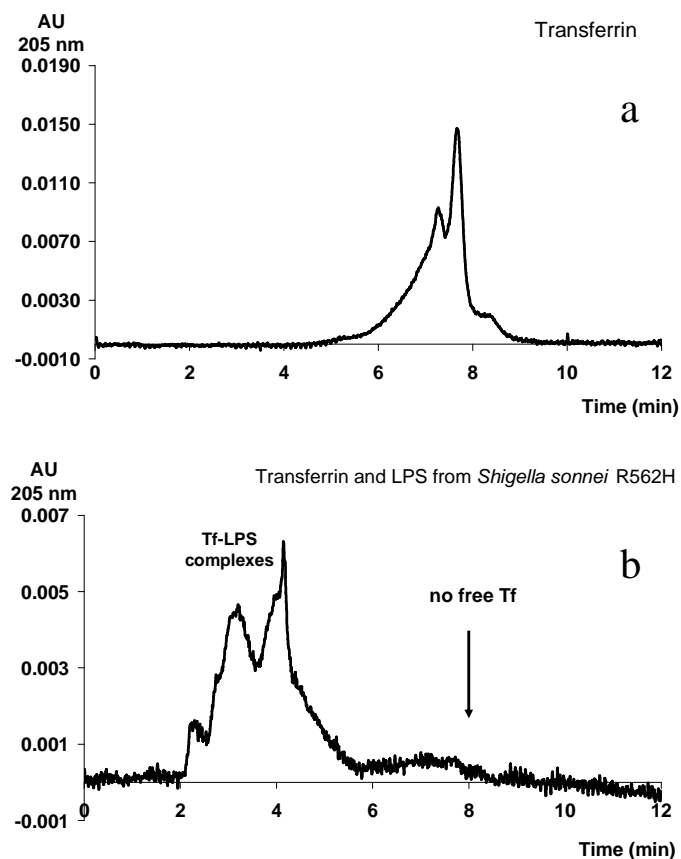 AU
205 nm
Transferrin
0.0190
a
0.0150
0.0110
0.0070
0.0030
-0.0010
0 2 4 6 8 10 12
Time (min)
AU
205 nm
Transferrin and LPS from Shigella sonnei R562H
0.007
Tf-LPS
complexes
b
no free Tf
0.005
0.003
0.001
-0.001
0 2 4 6 8 10 12
Time (min)